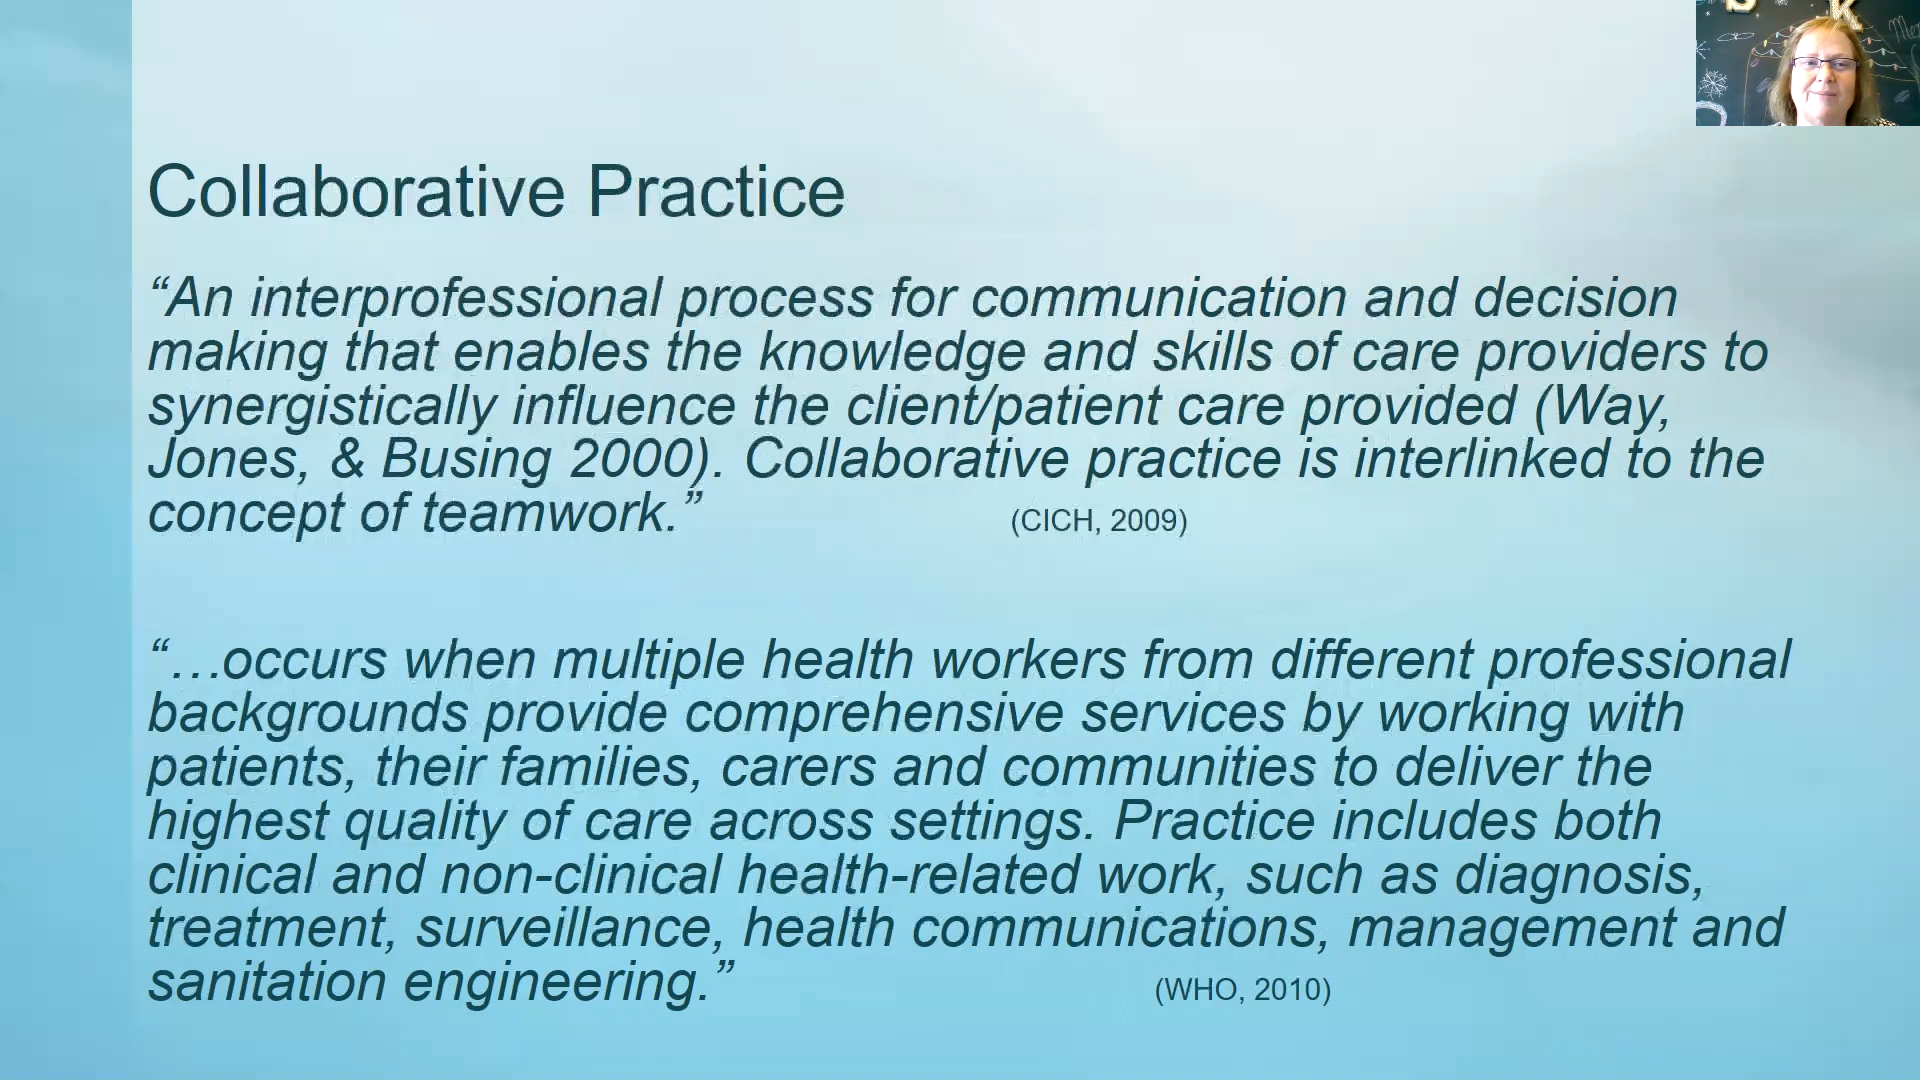 S K
Me
Collaborative Practice
“An interprofessional process for communication and decision
making that enables the knowledge and skills of care providers to
synergistically influence the client/patient care provided (Way,
Jones, & Busing 2000). Collaborative practice is interlinked to the
concept of teamwork.” (CICH, 2009)
“…occurs when multiple health workers from different professional
backgrounds provide comprehensive services by working with
patients, their families, carers and communities to deliver the
highest quality of care across settings. Practice includes both
clinical and non-clinical health-related work, such as diagnosis,
treatment, surveillance, health communications, management and
sanitation engineering.” (WHO, 2010)